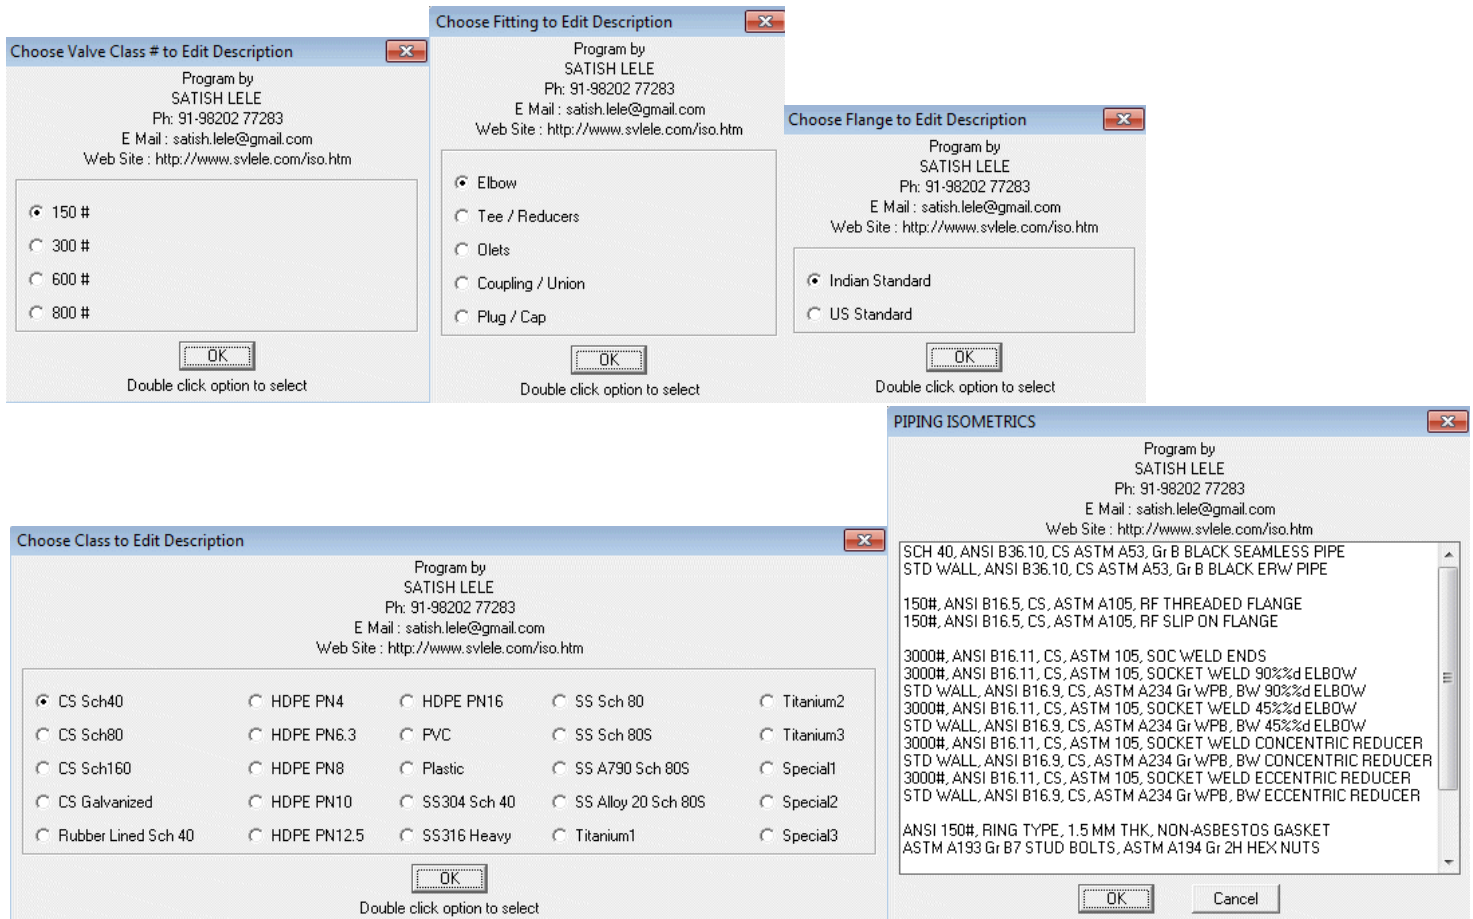 Choose Valve Class # to Edit Description
Program by
SATISH LELE
Ph: 91-98202 77283
E Mail : satish.lele@gmail.com
Web Site : http://www.svlele.com/iso.htm
150 #
300 #
600 #
800 #
OK
Double click option to select
Choose Fitting to Edit Description
Program by
SATISH LELE
Ph: 91-98202 77283
E Mail : satish.lele@gmail.com
Web Site : http://www.svlele.com/iso.htm
Elbow
Tee / Reducers
Olets
Coupling / Union
Plug / Cap
OK
Double click option to select
Choose Flange to Edit Description
Program by
SATISH LELE
Ph: 91-98202 77283
E Mail : satish.lele@gmail.com
Web Site : http://www.svlele.com/iso.htm
Indian Standard
US Standard
OK
Double click option to select
Choose Class to Edit Description
Program by
SATISH LELE
Ph: 91-98202 77283
E Mail : satish.lele@gmail.com
Web Site : http://www.svlele.com/iso.htm
CS Sch40 HDPE PN4 HDPE PN16 SS Sch 80 Titanium2
CS Sch80 HDPE PN6.3 PVC SS Sch 80S Titanium3
CS Sch160 HDPE PN8 Plastic SS A790 Sch 80S Special1
CS Galvanized HDPE PN10 SS304 Sch 40 SS Alloy 20 Sch 80S Special2
Rubber Lined Sch 40 HDPE PN12.5 SS316 Heavy Titanium1 Special3
OK
Double click option to select
PIPING ISOMETRICS
Program by
SATISH LELE
Ph: 91-98202 77283
E Mail : satish.lele@gmail.com
Web Site : http://www.svlele.com/iso.htm
SCH 40, ANSI B36.10, CS ASTM A53, Gr B BLACK SEAMLESS PIPE
STD WALL, ANSI B36.10, CS ASTM A53, Gr B BLACK ERW PIPE
150#, ANSI B16.5, CS, ASTM A105, RF THREADED FLANGE
150#, ANSI B16.5, CS, ASTM A105, RF SLIP ON FLANGE
3000#, ANSI B16.11, CS, ASTM 105, SOC WELD ENDS
3000#, ANSI B16.11, CS, ASTM 105, SOCKET WELD 90%%d ELBOW
STD WALL, ANSI B16.9, CS, ASTM A234 Gr WPB, BW 90%%d ELBOW
3000#, ANSI B16.11, CS, ASTM 105, SOCKET WELD 45%%d ELBOW
STD WALL, ANSI B16.9, CS, ASTM A234 Gr WPB, BW 45%%d ELBOW
3000#, ANSI B16.11, CS, ASTM 105, SOCKET WELD CONCENTRIC REDUCER
STD WALL, ANSI B16.9, CS, ASTM A234 Gr WPB, BW CONCENTRIC REDUCER
3000#, ANSI B16.11, CS, ASTM 105, SOCKET WELD ECCENTRIC REDUCER
STD WALL, ANSI B16.9, CS, ASTM A234 Gr WPB, BW ECCENTRIC REDUCER
ANSI 150#, RING TYPE, 1.5 MM THK, NON-ASBESTOS GASKET
ASTM A193 Gr B7 STUD BOLTS, ASTM A194 Gr 2H HEX NUTS
OK Cancel